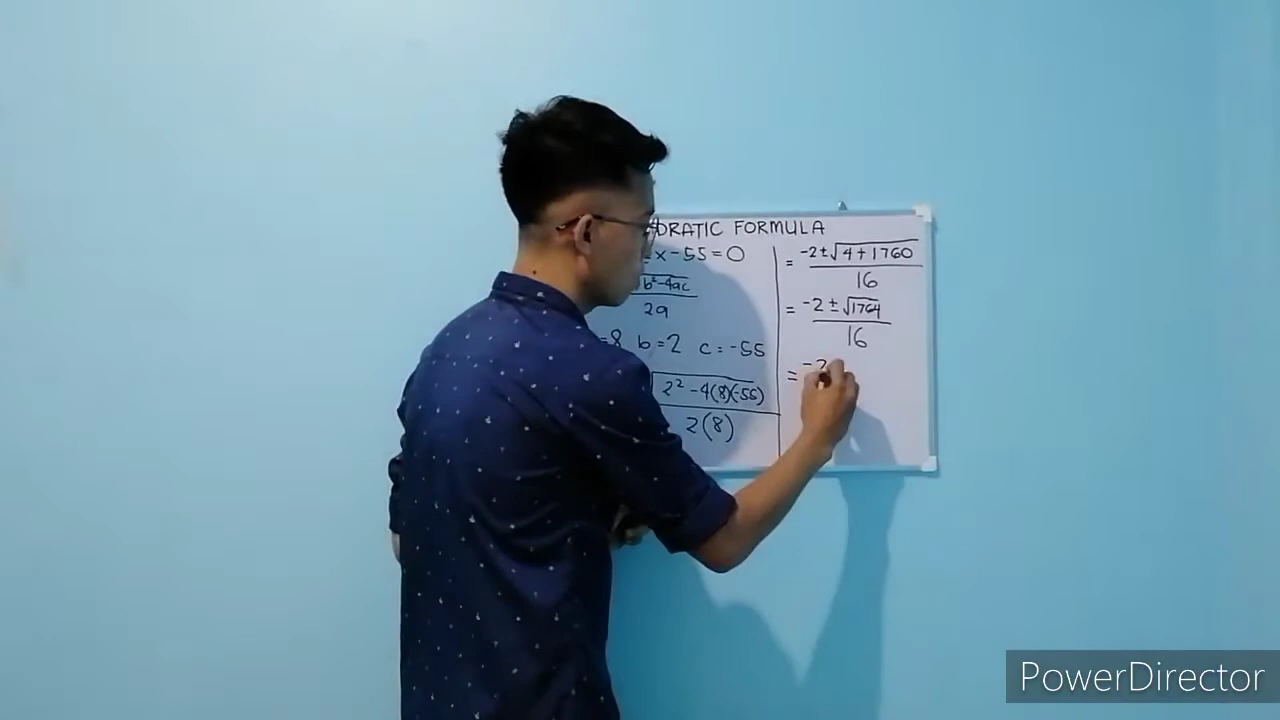 DRATIC FORMULA
x - 55 = 0
b² - 4ac
2a
= 8 b = 2 c = -55
√2² - 4(8)(-55)
2(8)
= -2 ± √4 + 1760
16
= -2 ± √1764
16
= -2
PowerDirector